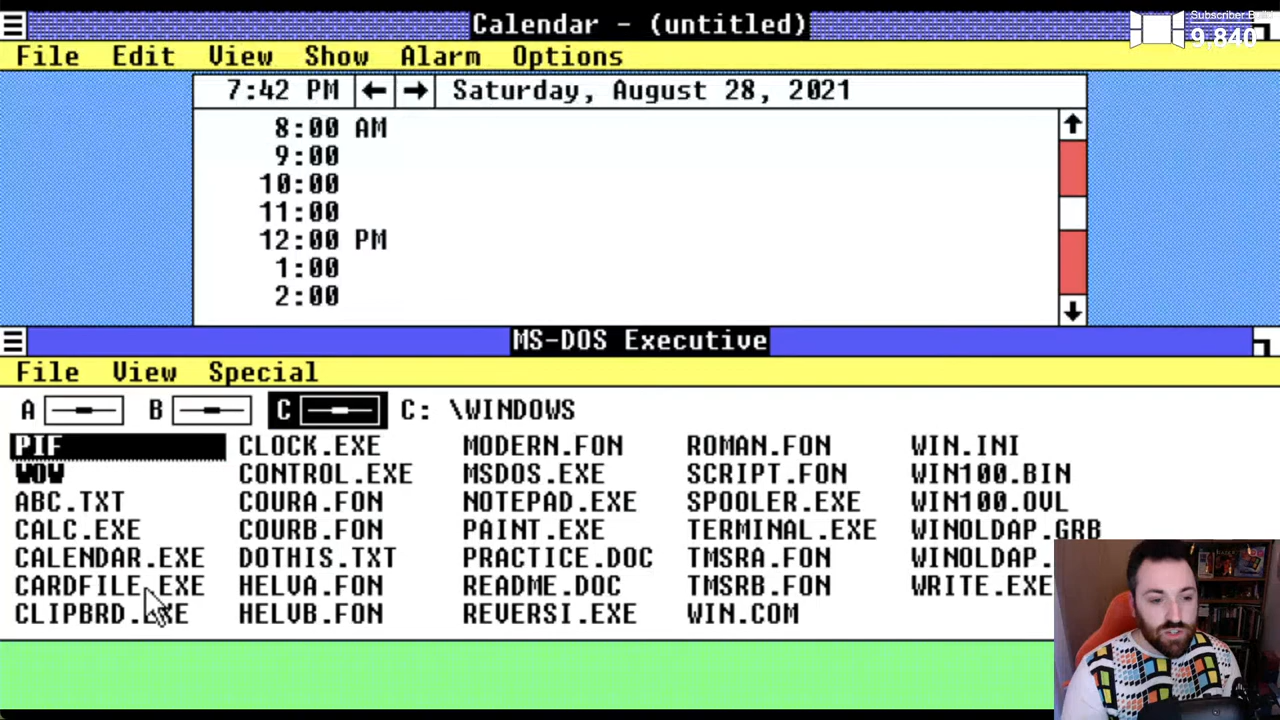 Calendar - (untitled)
Subscriber
9,840
File Edit View Show Alarm Options
7:42 PM ← → Saturday, August 28, 2021
8:00 AM
9:00
10:00
11:00
12:00 PM
1:00
2:00
MS-DOS Executive
File View Special
A B C C: \WINDOWS
PIF CLOCK.EXE MODERN.FON ROMAN.FON WIN.INI
WOW CONTROL.EXE MSDOS.EXE SCRIPT.FON WIN100.BIN
ABC.TXT COURA.FON NOTEPAD.EXE SPOOLER.EXE WIN100.OVL
CALC.EXE COURB.FON PAINT.EXE TERMINAL.EXE WINOLDAP.GRB
CALENDAR.EXE DOTHIS.TXT PRACTICE.DOC TMSRA.FON WINOLDAP.
CARDFILE.EXE HELVA.FON README.DOC TMSRB.FON WRITE.EXE
CLIPBRD.EXE HELVB.FON REVERSI.EXE WIN.COM